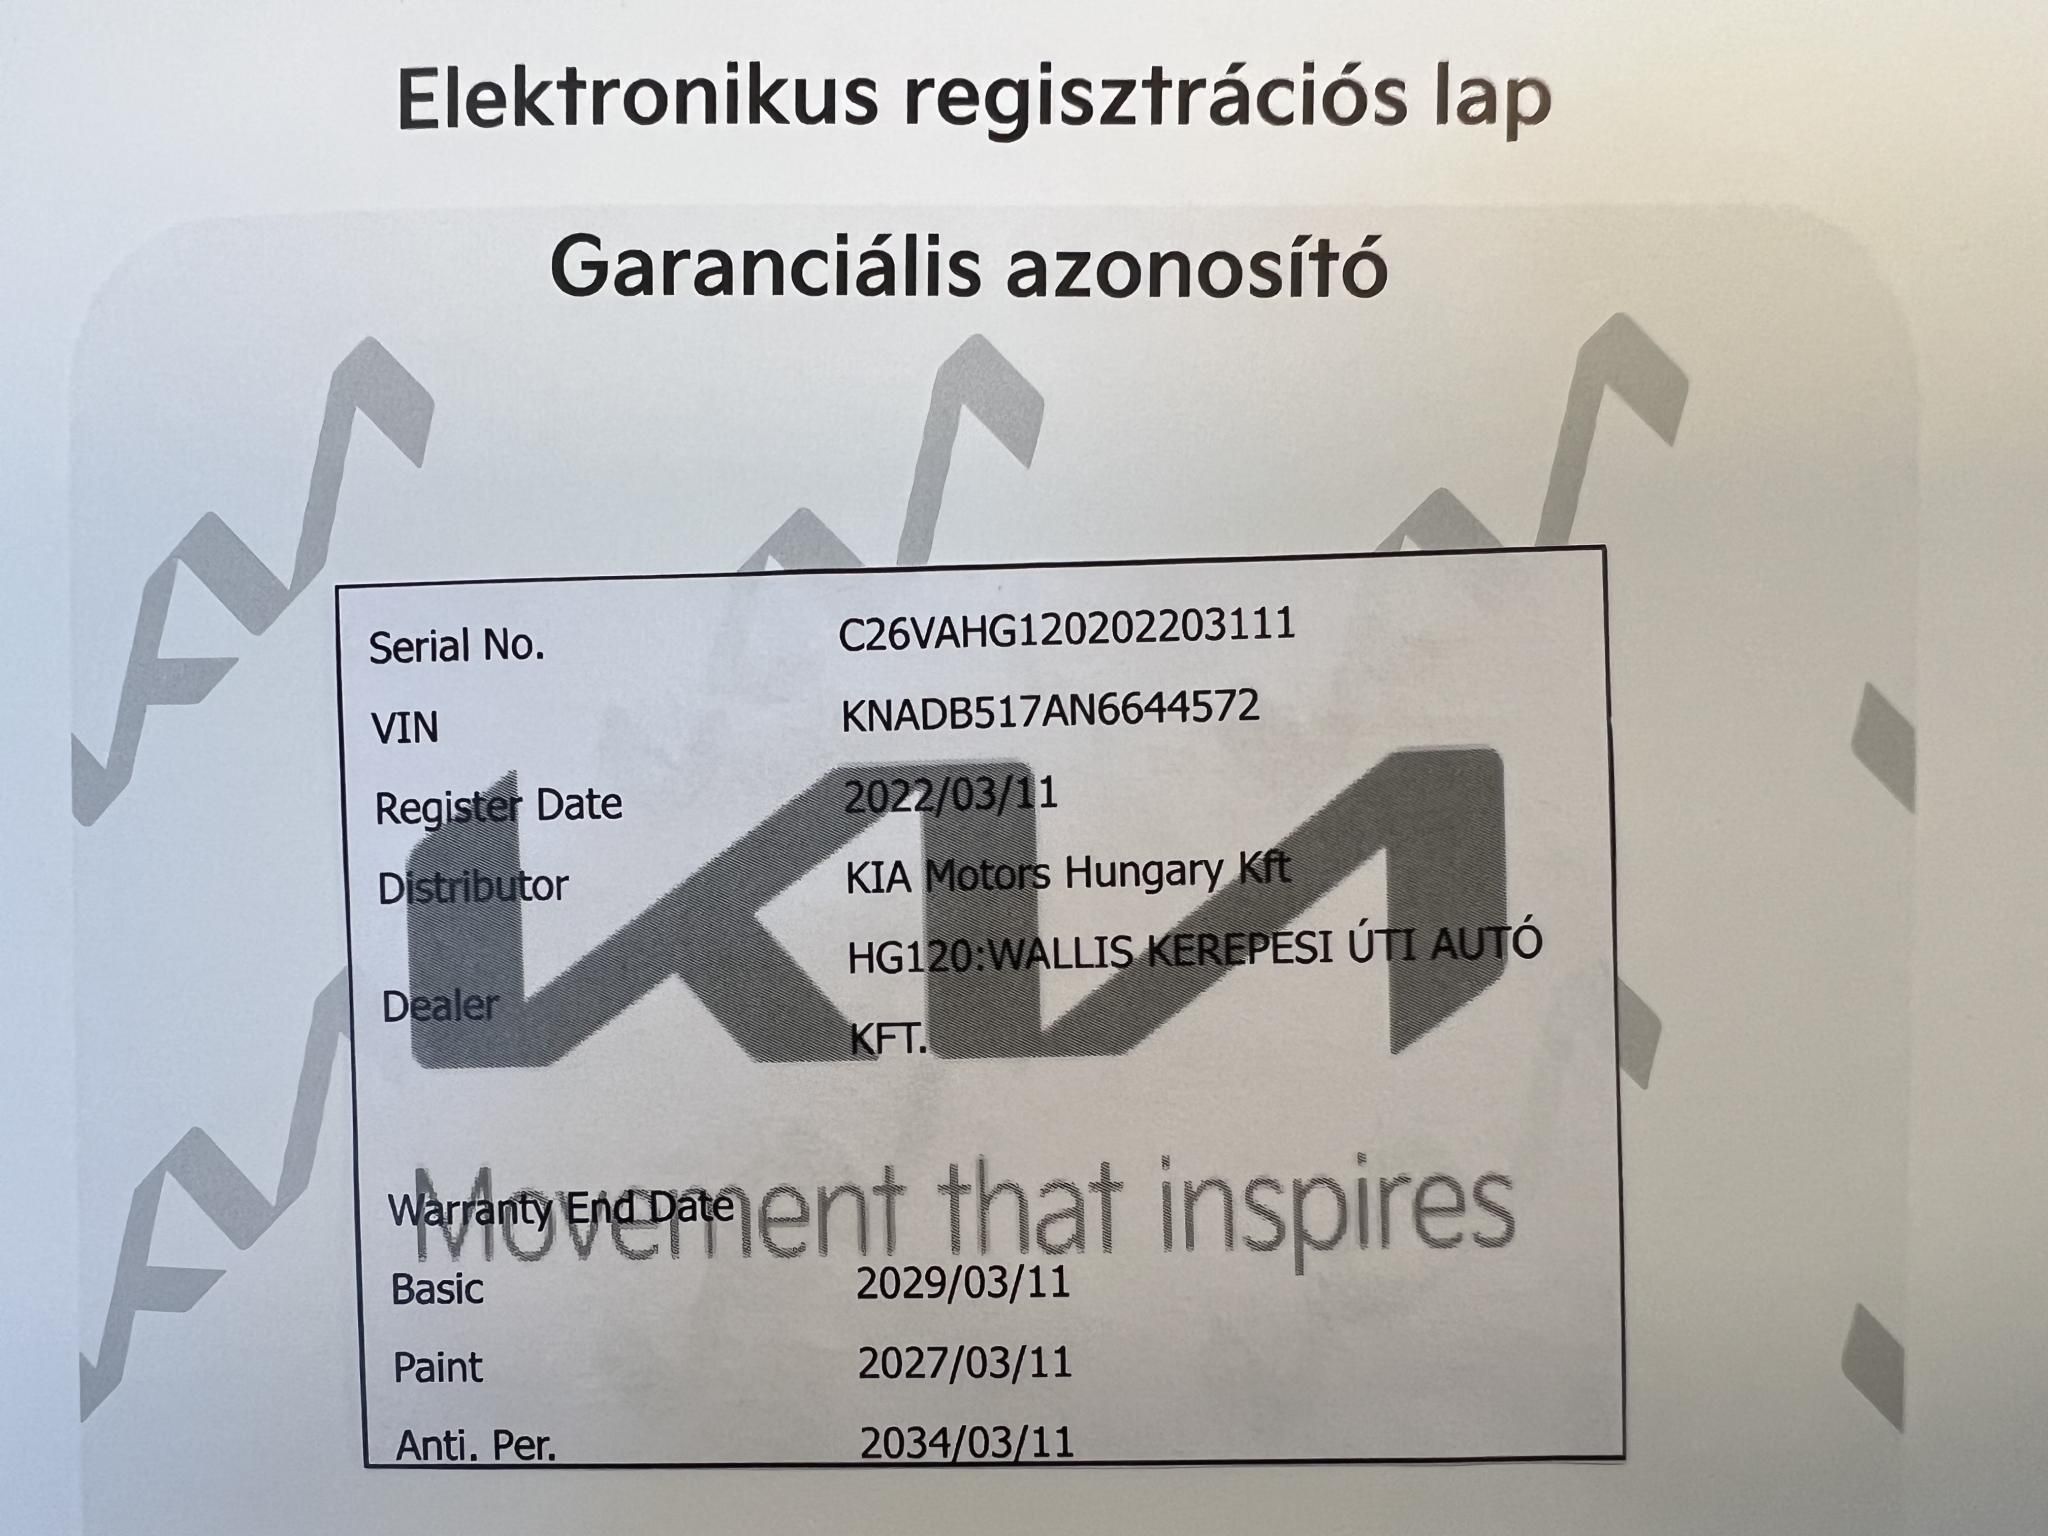 Elektronikus regisztrációs lap
Garanciális azonosító
Serial No. C26VAHG120202203111
VIN KNADB517AN6644572
Register Date 2022/03/11
Distributor KIA Motors Hungary Kft
Dealer HG120:WALLIS KEREPESI ÚTI AUTÓ
KFT.
KIA
Movement that inspires
Warranty End Date
Basic 2029/03/11
Paint 2027/03/11
Anti. Per. 2034/03/11